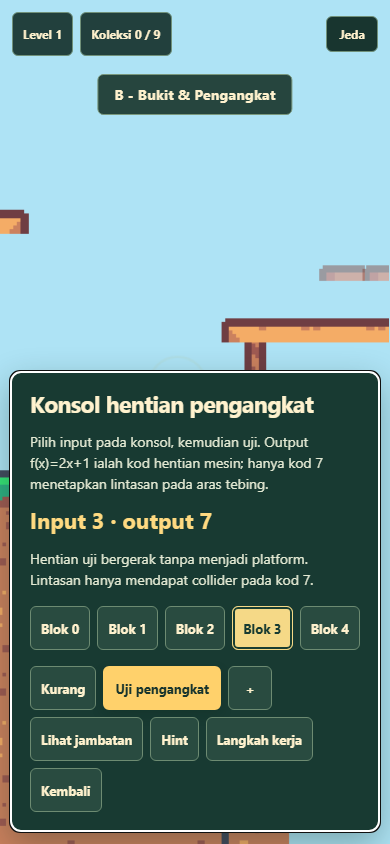 Level 1
Koleksi 0 / 9
Jeda
B - Bukit & Pengangkat
Konsol hentian pengangkat
Pilih input pada konsol, kemudian uji. Output
f(x)=2x+1 ialah kod hentian mesin; hanya kod 7
menetapkan lintasan pada aras tebing.
Input 3 · output 7
Hentian uji bergerak tanpa menjadi platform.
Lintasan hanya mendapat collider pada kod 7.
Blok 0
Blok 1
Blok 2
Blok 3
Blok 4
Kurang
Uji pengangkat
+
Lihat jambatan
Hint
Langkah kerja
Kembali